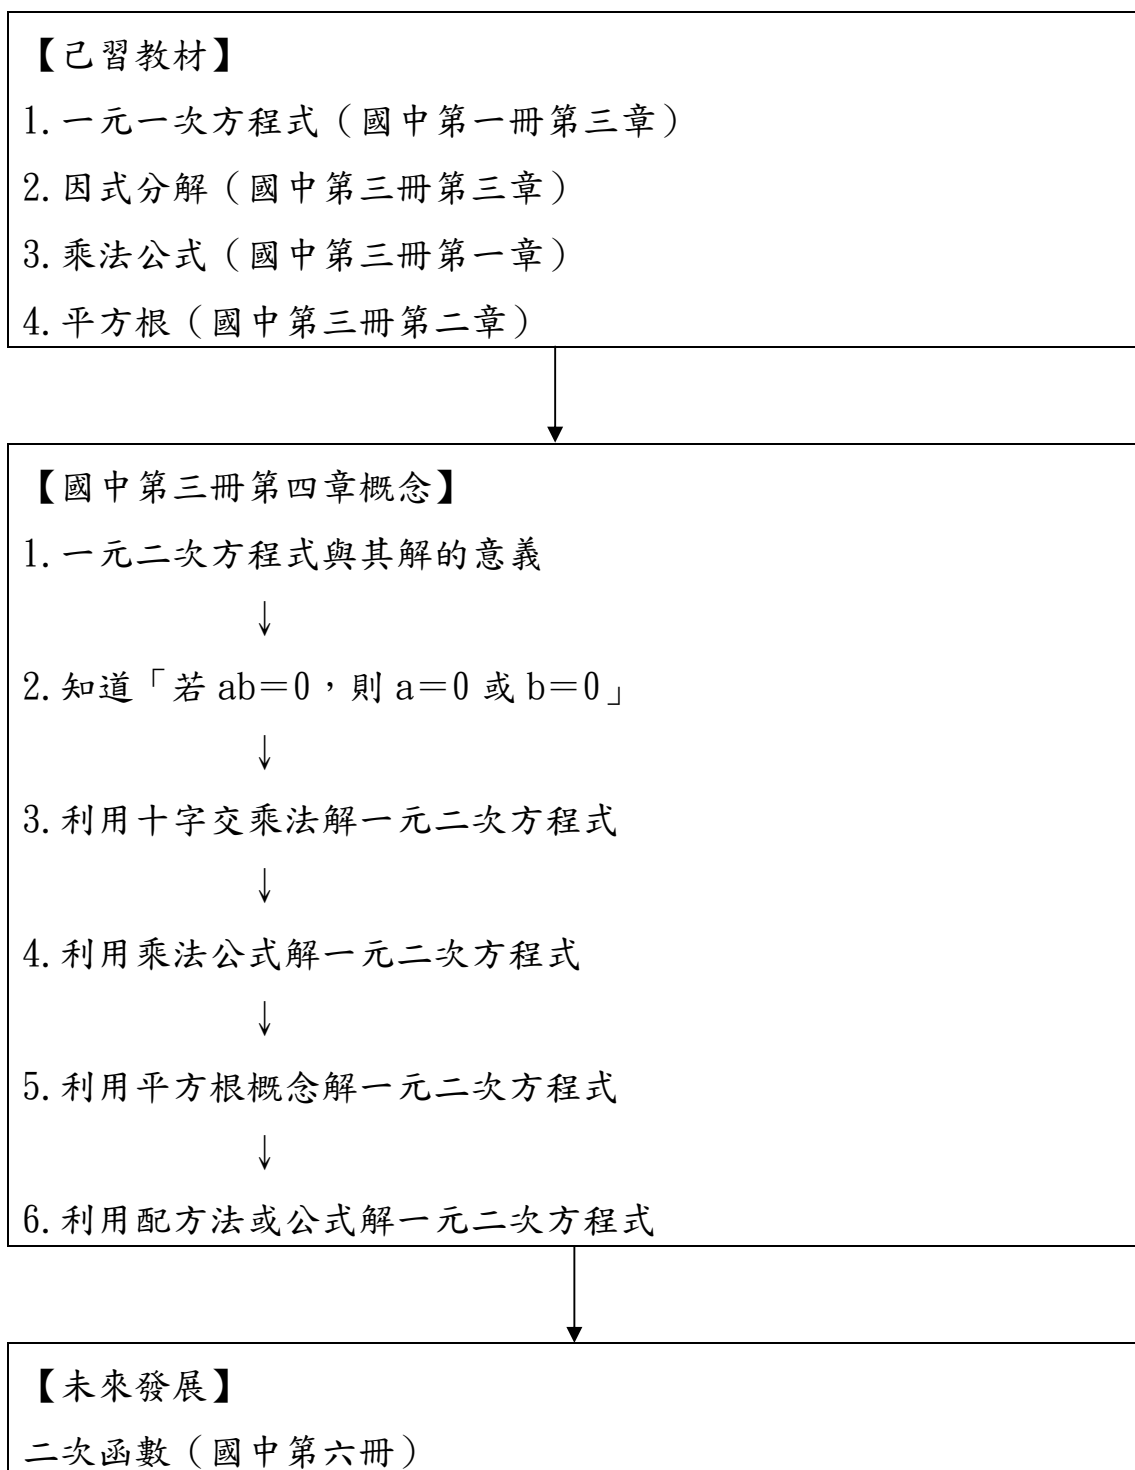 【己習教材】
1.一元一次方程式（國中第一冊第三章）
2.因式分解（國中第三冊第三章）
3.乘法公式（國中第三冊第一章）
4.平方根（國中第三冊第二章）
【國中第三冊第四章概念】
1.一元二次方程式與其解的意義
↓
2.知道「若 ab＝0，則 a＝0 或 b＝0」
↓
3.利用十字交乘法解一元二次方程式
↓
4.利用乘法公式解一元二次方程式
↓
5.利用平方根概念解一元二次方程式
↓
6.利用配方法或公式解一元二次方程式
【未來發展】
二次函數（國中第六冊）